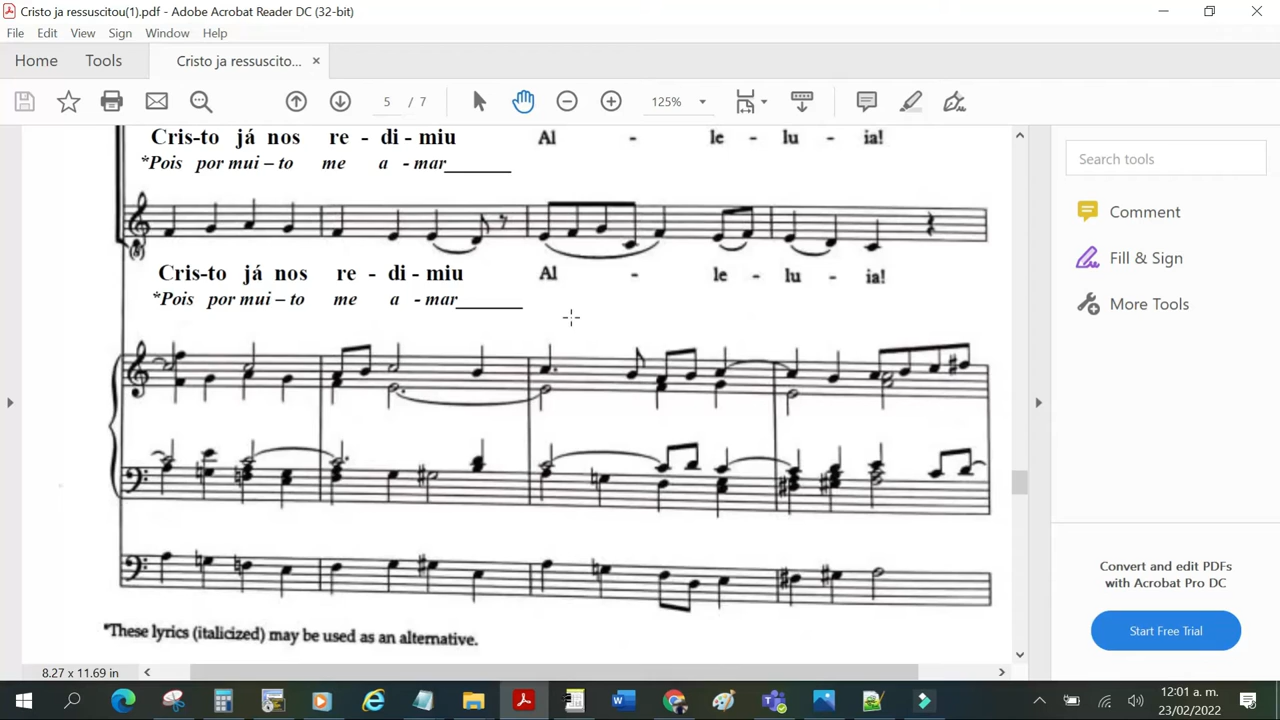 Cristo ja ressuscitou(1).pdf - Adobe Acrobat Reader DC (32-bit)
File Edit View Sign Window Help
Home Tools Cristo ja ressuscito... ×
5 / 7 125%
Search tools
Comment
Fill & Sign
More Tools
Cris-to já nos re - di - miu Al - le - lu - ia!
*Pois por mui – to me a - mar_______
8
Cris-to já nos re - di - miu Al - le - lu - ia!
*Pois por mui – to me a - mar_______
*These lyrics (italicized) may be used as an alternative.
Convert and edit PDFs
with Acrobat Pro DC
Start Free Trial
8.27 x 11.69 in
12:01 a. m.
23/02/2022